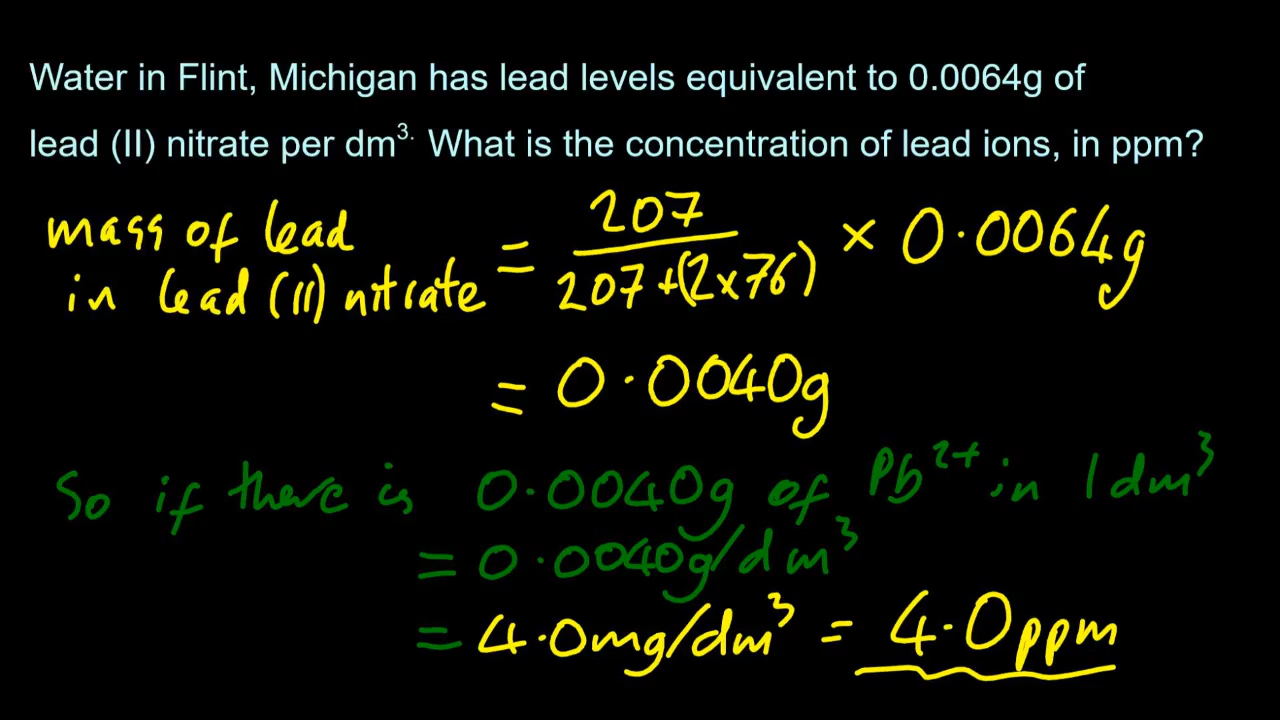 Water in Flint, Michigan has lead levels equivalent to 0.0064g of
lead (II) nitrate per dm³. What is the concentration of lead ions, in ppm?
mass of lead
in lead (II) nitrate = 207 / 207 + (2x76) × 0.0064g
= 0.0040g
So if there is 0.0040g of Pb²⁺ in 1dm³
= 0.0040g/dm³
= 4.0mg/dm³ = 4.0ppm